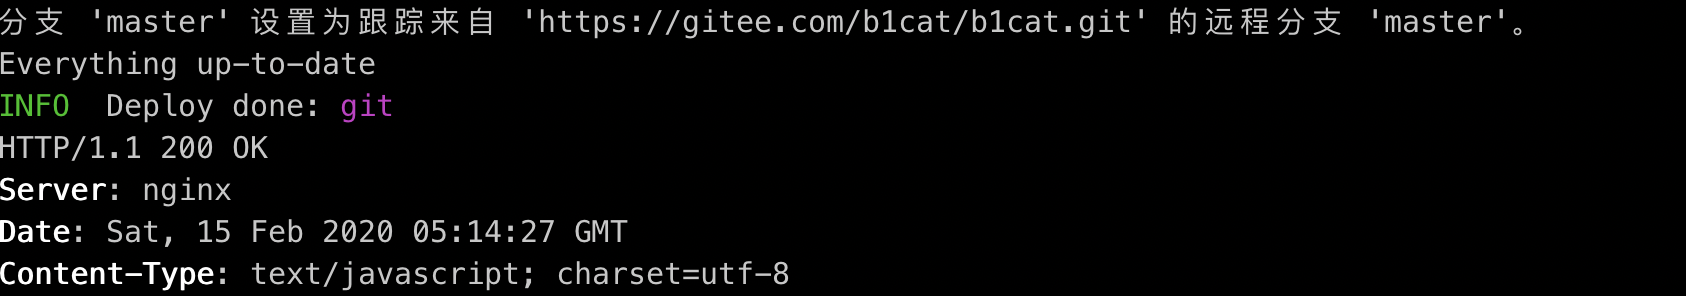 分支 'master' 设置为跟踪来自 'https://gitee.com/b1cat/b1cat.git' 的远程分支 'master'。
Everything up-to-date
INFO  Deploy done: git
HTTP/1.1 200 OK
Server: nginx
Date: Sat, 15 Feb 2020 05:14:27 GMT
Content-Type: text/javascript; charset=utf-8